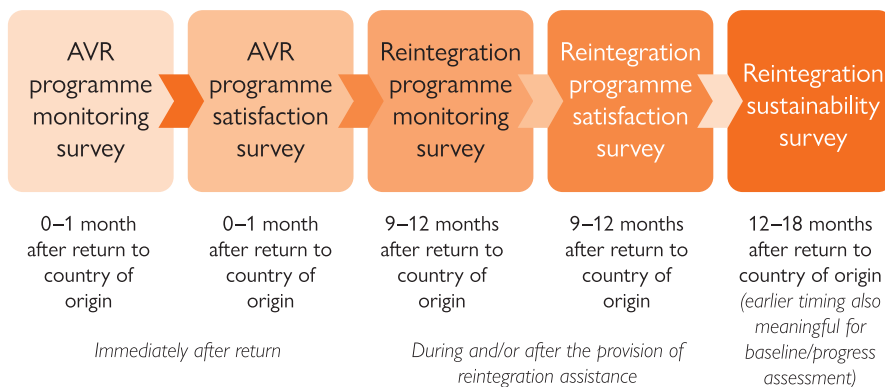 AVR
programme
monitoring
survey
AVR
programme
satisfaction
survey
Reintegration
programme
monitoring
survey
Reintegration
programme
satisfaction
survey
Reintegration
sustainability
survey
0–1 month
after return to
country of
origin
0–1 month
after return to
country of
origin
9–12 months
after return to
country of
origin
9–12 months
after return to
country of
origin
12–18 months
after return to
country of origin
(earlier timing also
meaningful for
baseline/progress
assessment)
Immediately after return
During and/or after the provision of
reintegration assistance